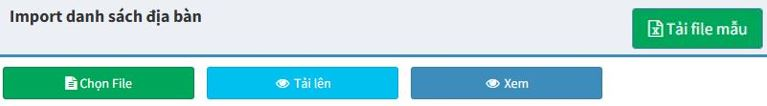 Import danh sách địa bàn
Tải file mẫu
Chọn File Tải lên Xem